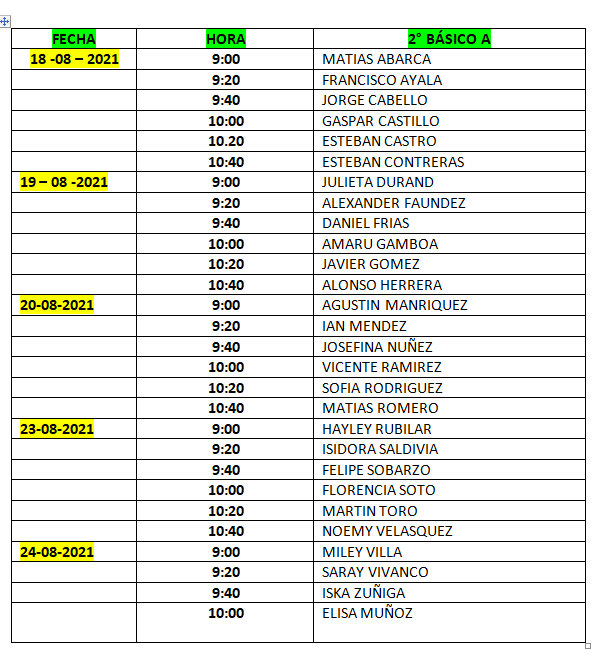 FECHA HORA 2° BÁSICO A
18 -08 – 2021 9:00 MATIAS ABARCA
9:20 FRANCISCO AYALA
9:40 JORGE CABELLO
10:00 GASPAR CASTILLO
10.20 ESTEBAN CASTRO
10:40 ESTEBAN CONTRERAS
19 – 08 -2021 9:00 JULIETA DURAND
9:20 ALEXANDER FAUNDEZ
9:40 DANIEL FRIAS
10:00 AMARU GAMBOA
10:20 JAVIER GOMEZ
10:40 ALONSO HERRERA
20-08-2021 9:00 AGUSTIN MANRIQUEZ
9:20 IAN MENDEZ
9:40 JOSEFINA NUÑEZ
10:00 VICENTE RAMIREZ
10:20 SOFIA RODRIGUEZ
10:40 MATIAS ROMERO
23-08-2021 9:00 HAYLEY RUBILAR
9:20 ISIDORA SALDIVIA
9:40 FELIPE SOBARZO
10:00 FLORENCIA SOTO
10:20 MARTIN TORO
10:40 NOEMY VELASQUEZ
24-08-2021 9:00 MILEY VILLA
9:20 SARAY VIVANCO
9:40 ISKA ZUÑIGA
10:00 ELISA MUÑOZ